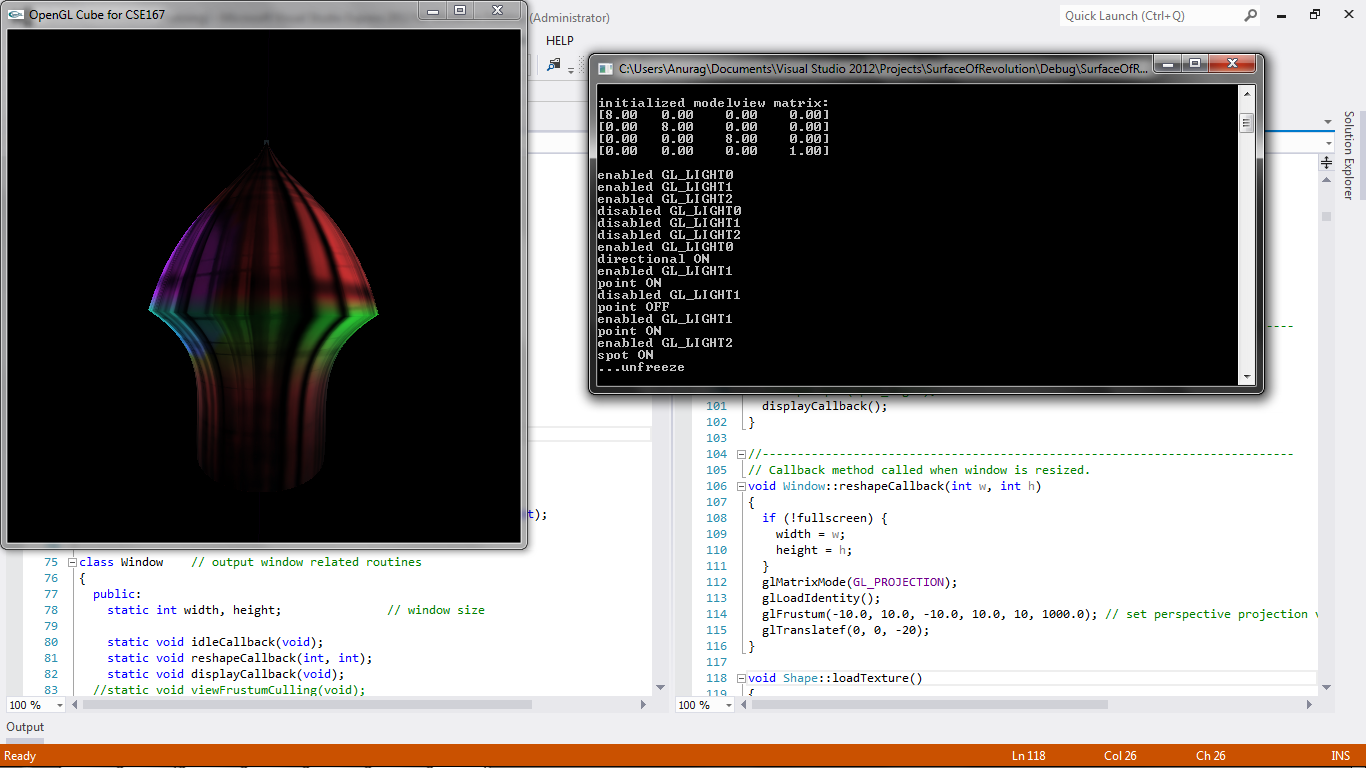 OpenGL Cube for CSE167
(Administrator)
Quick Launch (Ctrl+Q)
HELP
C:\Users\Anurag\Documents\Visual Studio 2012\Projects\SurfaceOfRevolution\Debug\SurfaceOfR...
initialized modelview matrix:
[8.00 0.00 0.00 0.00]
[0.00 8.00 0.00 0.00]
[0.00 0.00 8.00 0.00]
[0.00 0.00 0.00 1.00]
enabled GL_LIGHT0
enabled GL_LIGHT1
enabled GL_LIGHT2
disabled GL_LIGHT0
disabled GL_LIGHT1
disabled GL_LIGHT2
enabled GL_LIGHT0
directional ON
enabled GL_LIGHT1
point ON
disabled GL_LIGHT1
point OFF
enabled GL_LIGHT1
point ON
enabled GL_LIGHT2
spot ON
...unfreeze
Solution Explorer
t);
75 class Window // output window related routines
76 {
77 public:
78 static int width, height; // window size
79
80 static void idleCallback(void);
81 static void reshapeCallback(int, int);
82 static void displayCallback(void);
83 //static void viewFrustumCulling(void);
100 %
101 displayCallback();
102 }
103
104 //----------------------------------------------------------------------------
105 // Callback method called when window is resized.
106 void Window::reshapeCallback(int w, int h)
107 {
108 if (!fullscreen) {
109 width = w;
110 height = h;
111 }
112 glMatrixMode(GL_PROJECTION);
113 glLoadIdentity();
114 glFrustum(-10.0, 10.0, -10.0, 10.0, 10, 1000.0); // set perspective projection
115 glTranslatef(0, 0, -20);
116 }
117
118 void Shape::loadTexture()
119 {
100 %
Output
Ready
Ln 118 Col 26 Ch 26 INS